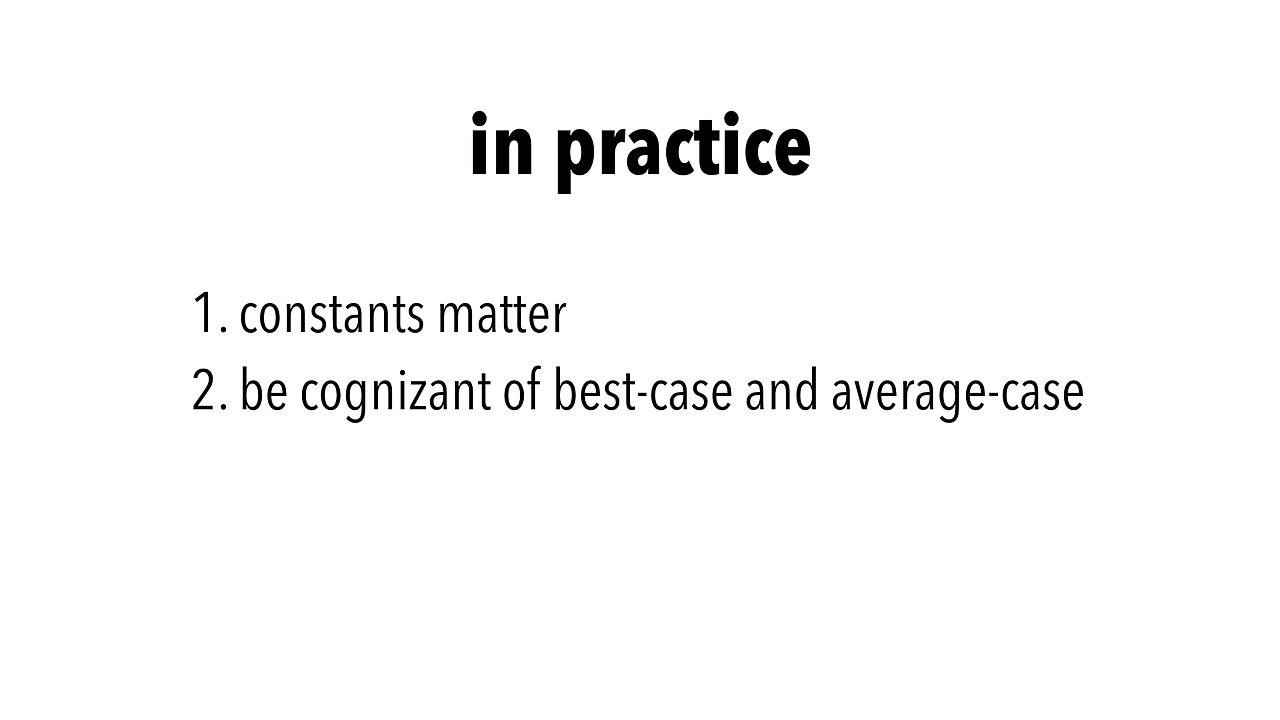 in practice
1. constants matter
2. be cognizant of best-case and average-case